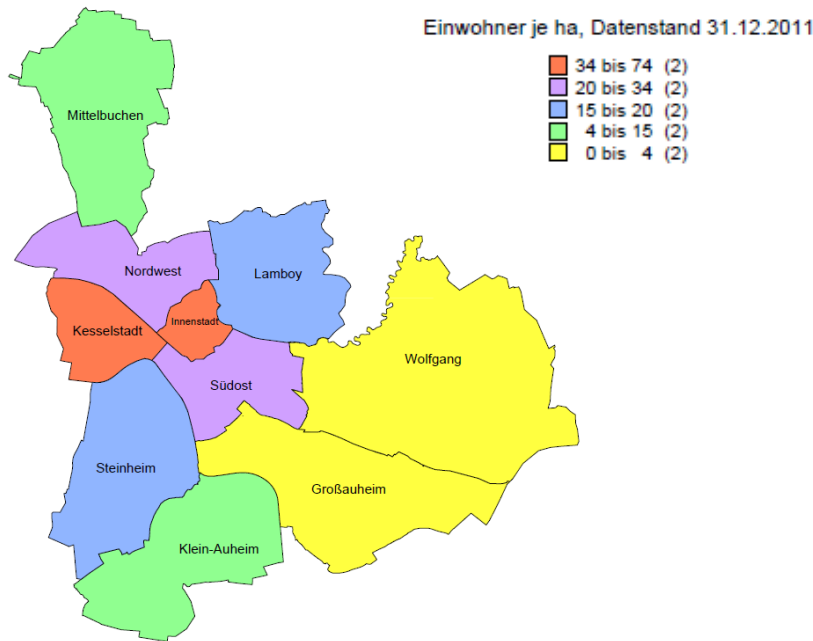 Einwohner je ha, Datenstand 31.12.2011
34 bis 74 (2)
20 bis 34 (2)
15 bis 20 (2)
4 bis 15 (2)
0 bis 4 (2)
Mittelbuchen
Nordwest
Lamboy
Innenstadt
Kesselstadt
Wolfgang
Südost
Steinheim
Großauheim
Klein-Auheim